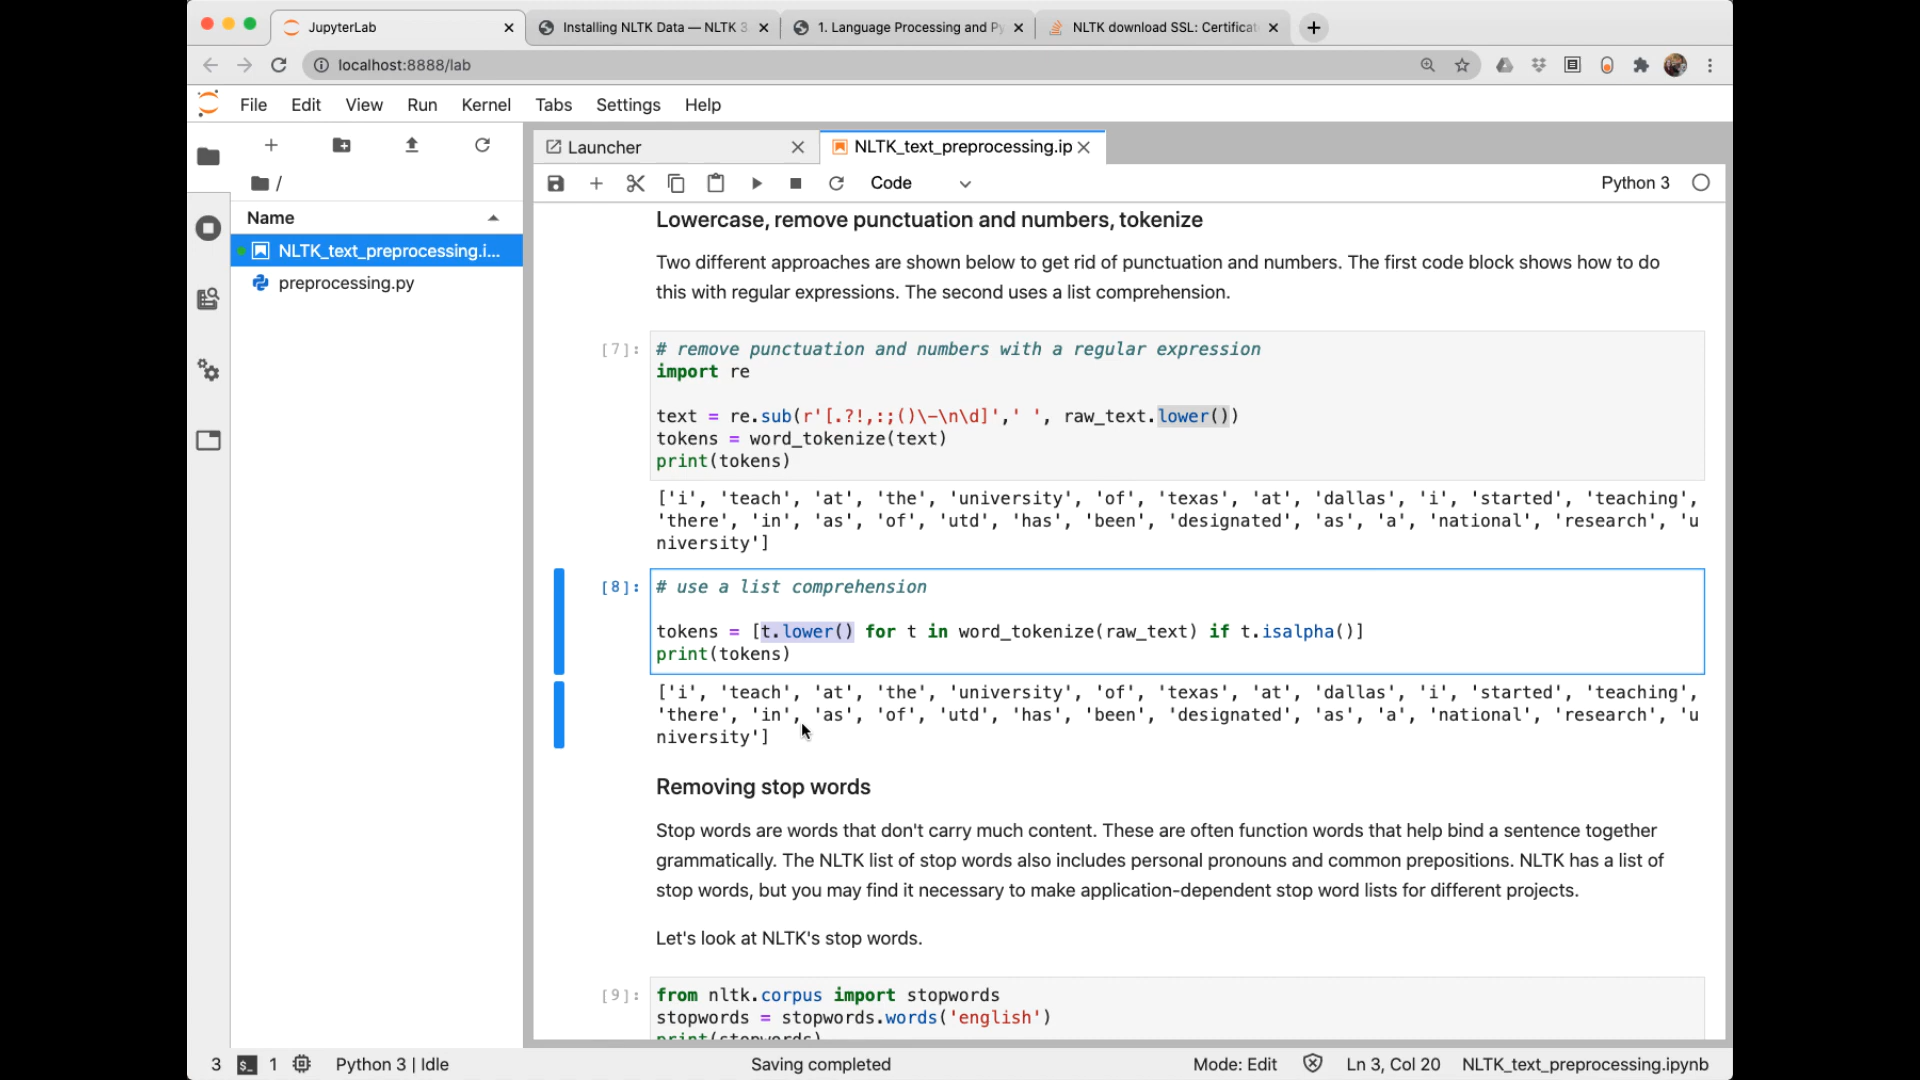 JupyterLab
Installing NLTK Data — NLTK 3
1. Language Processing and Py
NLTK download SSL: Certificat
localhost:8888/lab
File Edit View Run Kernel Tabs Settings Help
Launcher
NLTK_text_preprocessing.ip
/
Code
Python 3
Name
NLTK_text_preprocessing.i...
preprocessing.py
Lowercase, remove punctuation and numbers, tokenize
Two different approaches are shown below to get rid of punctuation and numbers. The first code block shows how to do
this with regular expressions. The second uses a list comprehension.
[7]: # remove punctuation and numbers with a regular expression
import re
text = re.sub(r'[.?!,:;()\-\n\d]',' ', raw_text.lower())
tokens = word_tokenize(text)
print(tokens)
['i', 'teach', 'at', 'the', 'university', 'of', 'texas', 'at', 'dallas', 'i', 'started', 'teaching',
'there', 'in', 'as', 'of', 'utd', 'has', 'been', 'designated', 'as', 'a', 'national', 'research', 'u
niversity']
[8]: # use a list comprehension
tokens = [t.lower() for t in word_tokenize(raw_text) if t.isalpha()]
print(tokens)
['i', 'teach', 'at', 'the', 'university', 'of', 'texas', 'at', 'dallas', 'i', 'started', 'teaching',
'there', 'in', 'as', 'of', 'utd', 'has', 'been', 'designated', 'as', 'a', 'national', 'research', 'u
niversity']
Removing stop words
Stop words are words that don't carry much content. These are often function words that help bind a sentence together
grammatically. The NLTK list of stop words also includes personal pronouns and common prepositions. NLTK has a list of
stop words, but you may find it necessary to make application-dependent stop word lists for different projects.
Let's look at NLTK's stop words.
[9]: from nltk.corpus import stopwords
stopwords = stopwords.words('english')
print(stopwords)
3 $_ 1 Python 3 | Idle Saving completed Mode: Edit Ln 3, Col 20 NLTK_text_preprocessing.ipynb